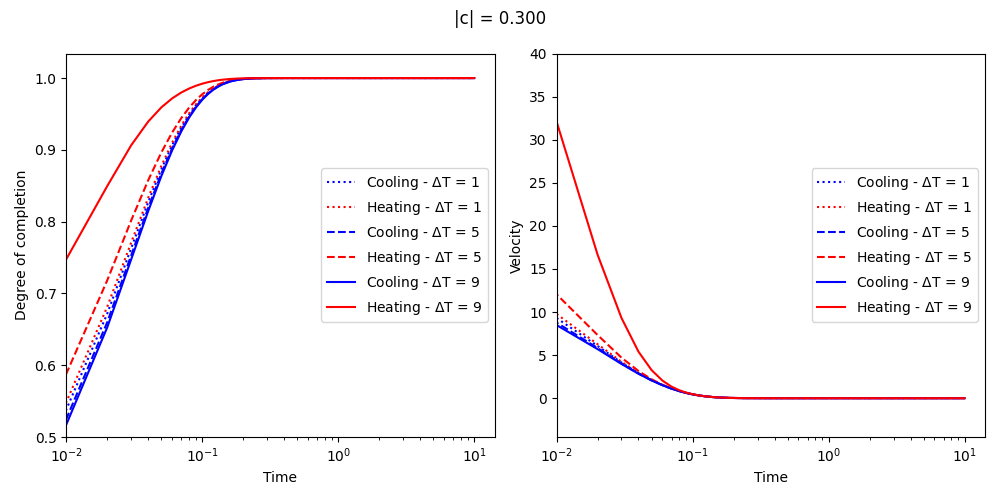 |c| = 0.300
Degree of completion
1.0
0.9
0.8
0.7
0.6
0.5
10⁻²
10⁻¹
10⁰
10¹
Time
Cooling - ΔT = 1
Heating - ΔT = 1
Cooling - ΔT = 5
Heating - ΔT = 5
Cooling - ΔT = 9
Heating - ΔT = 9
Velocity
40
35
30
25
20
15
10
5
0
10⁻²
10⁻¹
10⁰
10¹
Time
Cooling - ΔT = 1
Heating - ΔT = 1
Cooling - ΔT = 5
Heating - ΔT = 5
Cooling - ΔT = 9
Heating - ΔT = 9